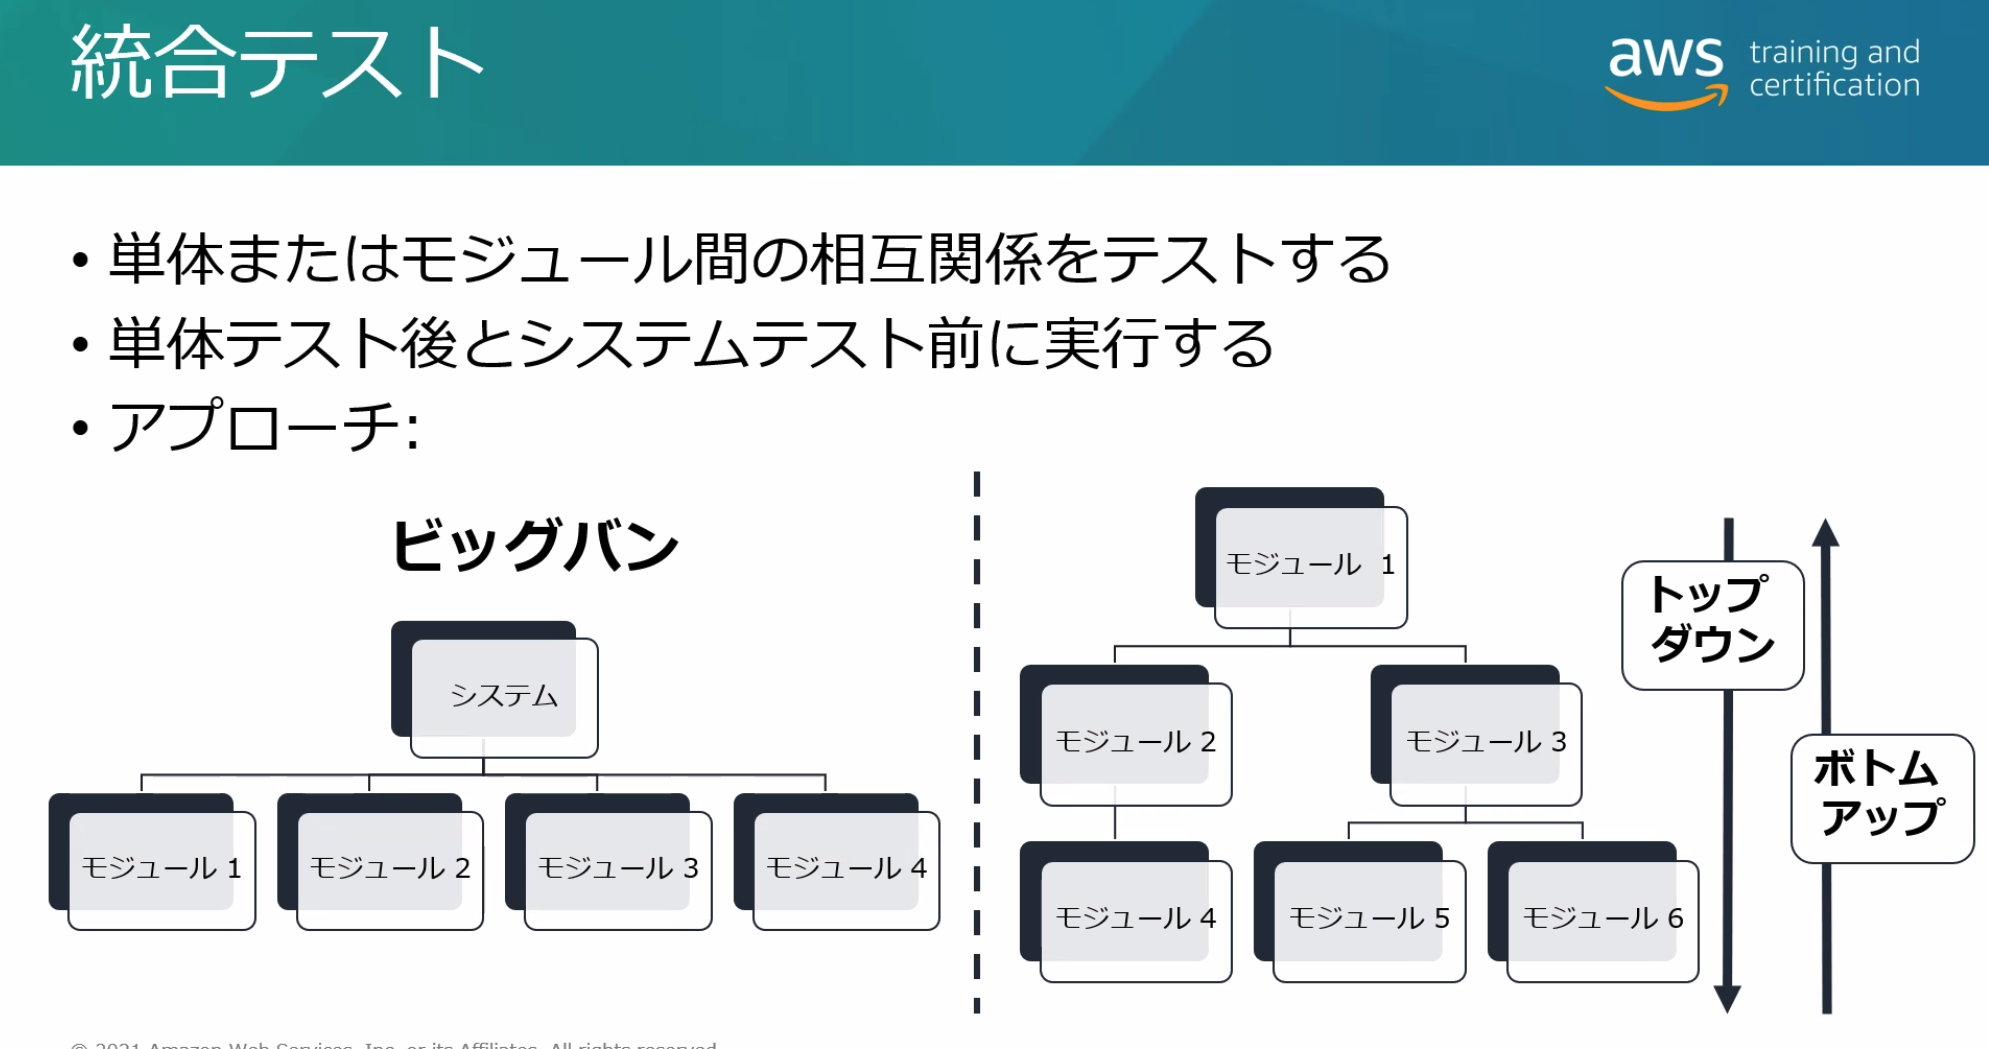 統合テスト
aws training and
certification
• 単体またはモジュール間の相互関係をテストする
• 単体テスト後とシステムテスト前に実行する
• アプローチ:
ビッグバン
システム
モジュール 1
モジュール 2
モジュール 3
モジュール 4
モジュール 1
モジュール 2
モジュール 3
モジュール 4
モジュール 5
モジュール 6
トップ
ダウン
ボトム
アップ
© 2021 Amazon Web Services, Inc. or its Affiliates. All rights reserved.